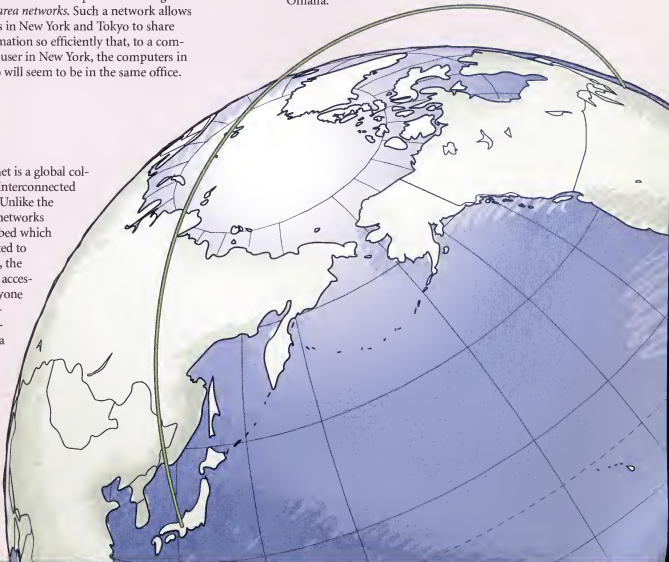 area networks. Such a network allows
s in New York and Tokyo to share
mation so efficiently that, to a com-
user in New York, the computers in
will seem to be in the same office.
Omaha.
et is a global col-
interconnected
Unlike the
networks
bed which
ted to
, the
acces-
yone
-
-
a